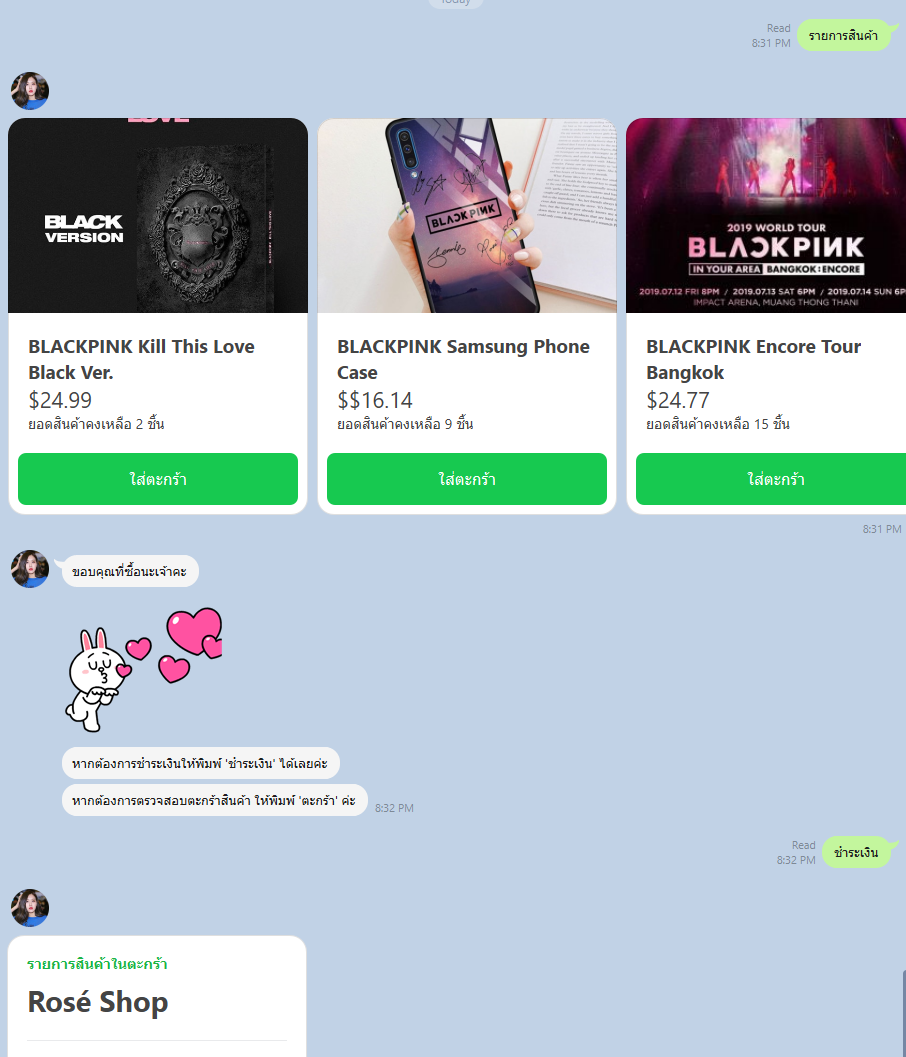 Today
Read
8:31 PM
รายการสินค้า
LOVE
BLACK
VERSION
BLACKPINK
2019 WORLD TOUR
BLACKPINK
IN YOUR AREA BANGKOK:ENCORE
2019.07.12 FRI 8PM / 2019.07.13 SAT 6PM / 2019.07.14 SUN 6P
IMPACT ARENA, MUANG THONG THANI
BLACKPINK Kill This Love
Black Ver.
$24.99
ยอดสินค้าคงเหลือ 2 ชิ้น
ใส่ตะกร้า
BLACKPINK Samsung Phone
Case
$$16.14
ยอดสินค้าคงเหลือ 9 ชิ้น
ใส่ตะกร้า
BLACKPINK Encore Tour
Bangkok
$24.77
ยอดสินค้าคงเหลือ 15 ชิ้น
ใส่ตะกร้า
8:31 PM
ขอบคุณที่ซื้อนะเจ้าคะ
หากต้องการชำระเงินให้พิมพ์ 'ชำระเงิน' ได้เลยค่ะ
หากต้องการตรวจสอบตะกร้าสินค้า ให้พิมพ์ 'ตะกร้า' ค่ะ
8:32 PM
Read
8:32 PM
ชำระเงิน
รายการสินค้าในตะกร้า
Rosé Shop